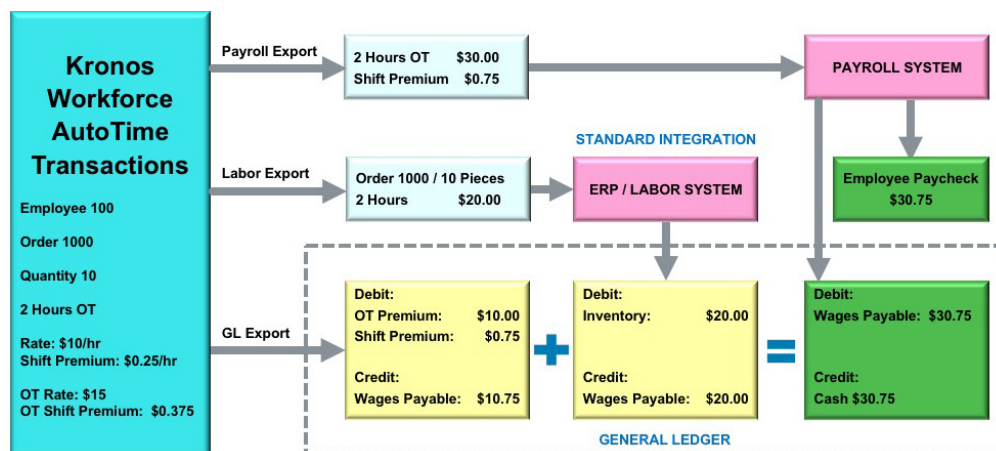 Kronos
Workforce
AutoTime
Transactions
Employee 100
Order 1000
Quantity 10
2 Hours OT
Rate: $10/hr
Shift Premium: $0.25/hr
OT Rate: $15
OT Shift Premium: $0.375
Payroll Export
2 Hours OT $30.00
Shift Premium $0.75
PAYROLL SYSTEM
STANDARD INTEGRATION
Labor Export
Order 1000 / 10 Pieces
2 Hours $20.00
ERP / LABOR SYSTEM
Employee Paycheck
$30.75
GL Export
Debit:
OT Premium: $10.00
Shift Premium: $0.75
Credit:
Wages Payable: $10.75
+
Debit:
Inventory: $20.00
Credit:
Wages Payable: $20.00
=
Debit:
Wages Payable: $30.75
Credit:
Cash $30.75
GENERAL LEDGER